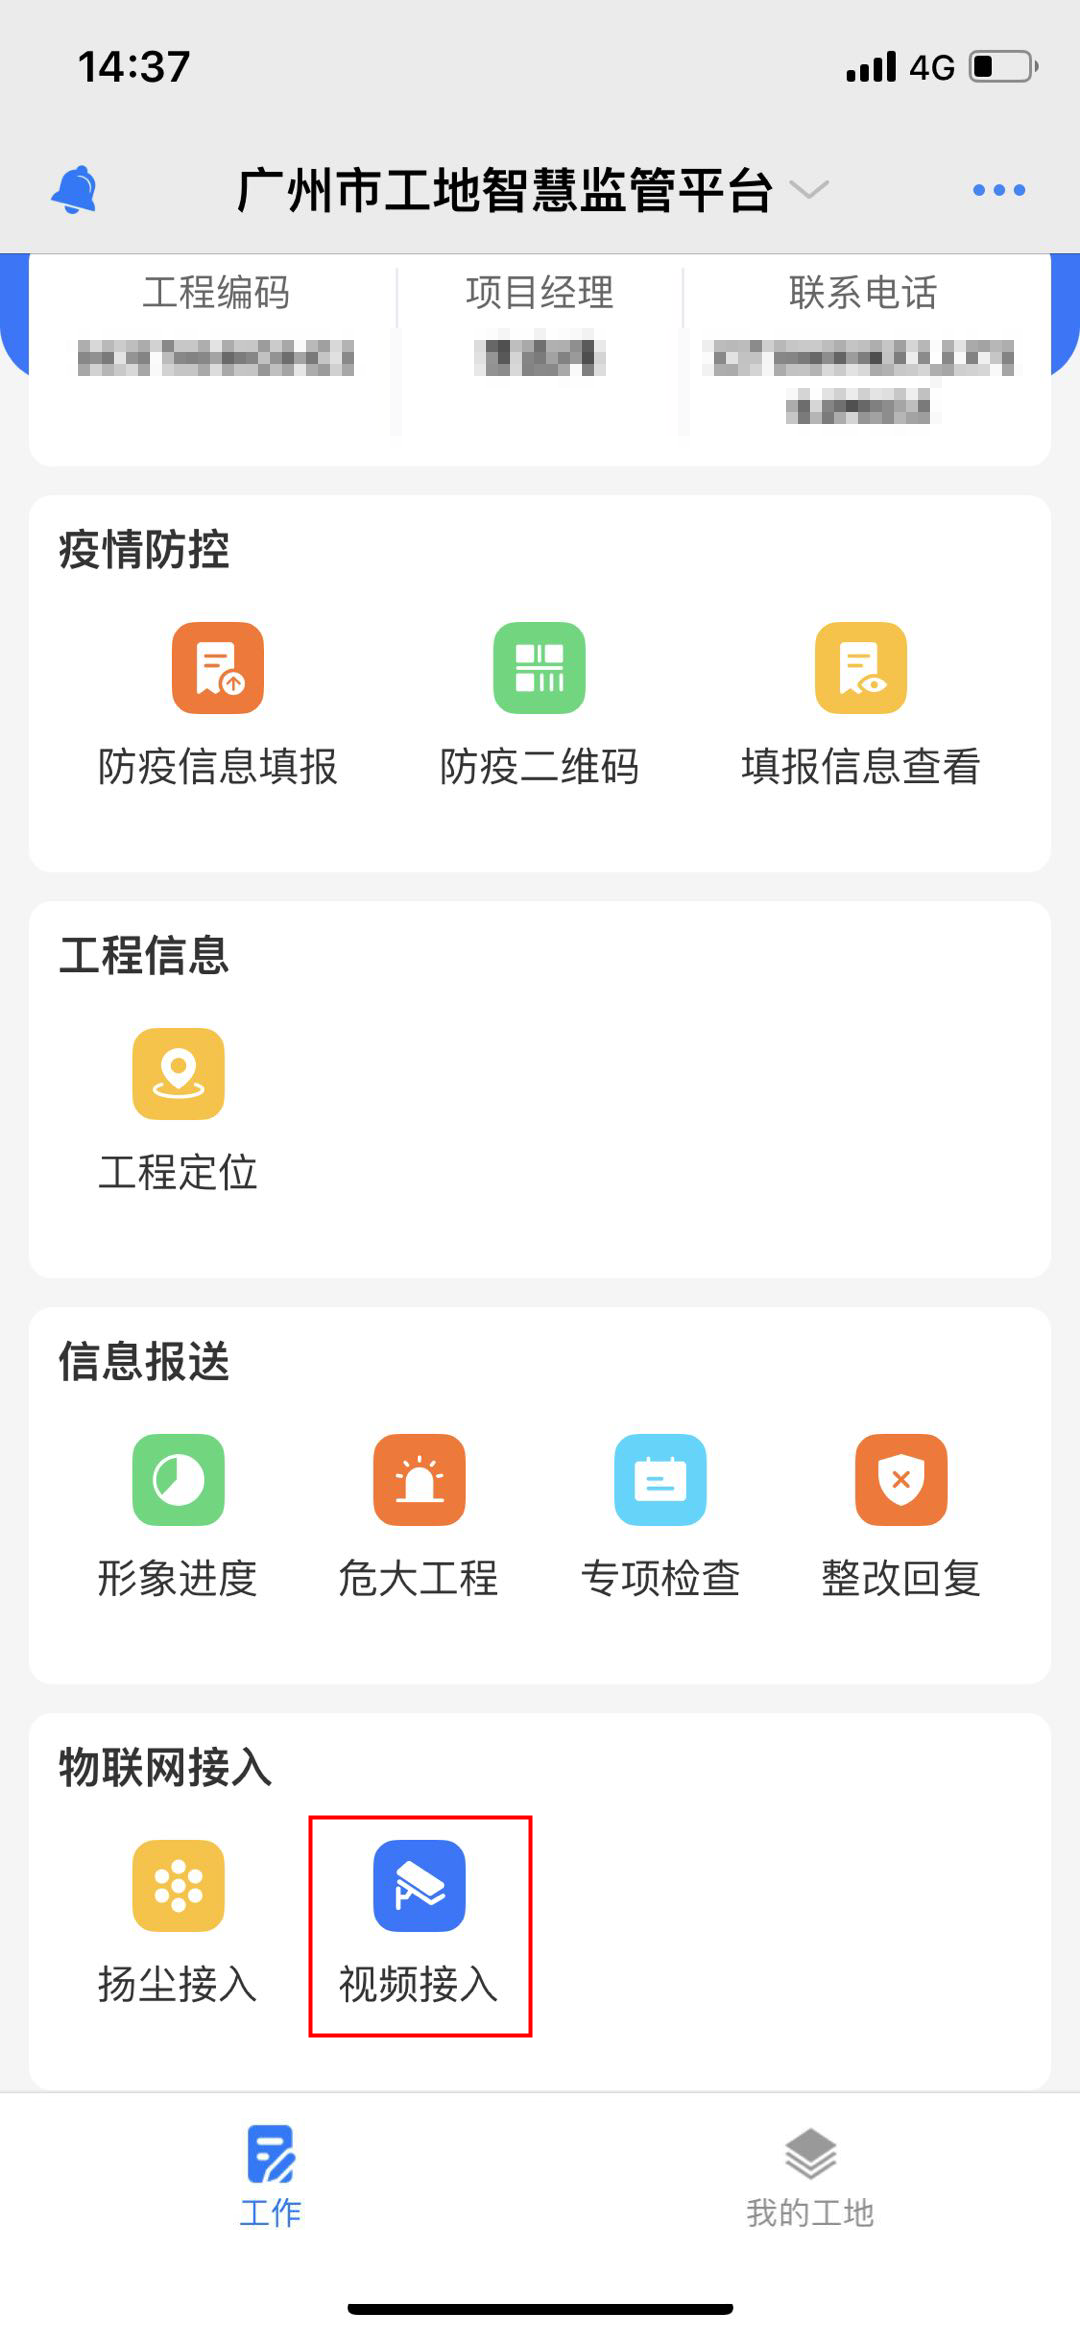 14:37
4G
广州市工地智慧监管平台
工程编码 项目经理 联系电话
疫情防控
防疫信息填报 防疫二维码 填报信息查看
工程信息
工程定位
信息报送
形象进度 危大工程 专项检查 整改回复
物联网接入
扬尘接入 视频接入
工作 我的工地